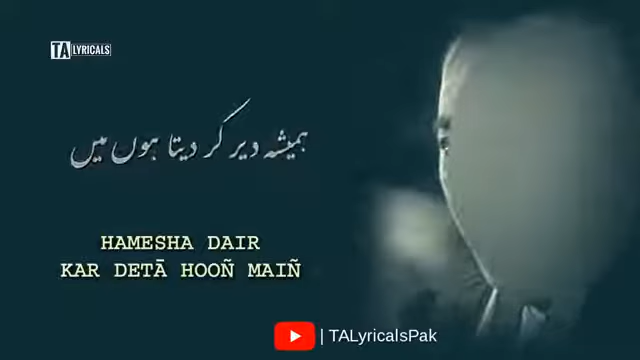 TA LYRICALS
ہمیشہ دیر کر دیتا ہوں میں
HAMESHA DAIR
KAR DETĀ HOOÑ MAIÑ
| TALyricalsPak